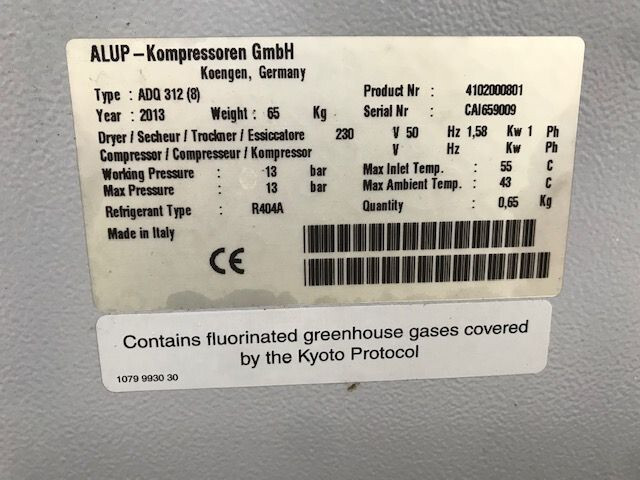 ALUP-Kompressoren GmbH
Koengen, Germany
Type : ADQ 312 (8) Product Nr : 4102000801
Year : 2013 Weight : 65 Kg Serial Nr : CAI659009
Dryer / Secheur / Trockner / Essiccatore 230 V 50 Hz 1,58 Kw 1 Ph
Compressor / Compresseur / Kompressor V Hz Kw Ph
Working Pressure : 13 bar Max Inlet Temp. : 55 C
Max Pressure : 13 bar Max Ambient Temp. : 43 C
Refrigerant Type : R404A Quantity : 0,65 Kg
Made in Italy
CE
Contains fluorinated greenhouse gases covered
by the Kyoto Protocol
1079 9930 30